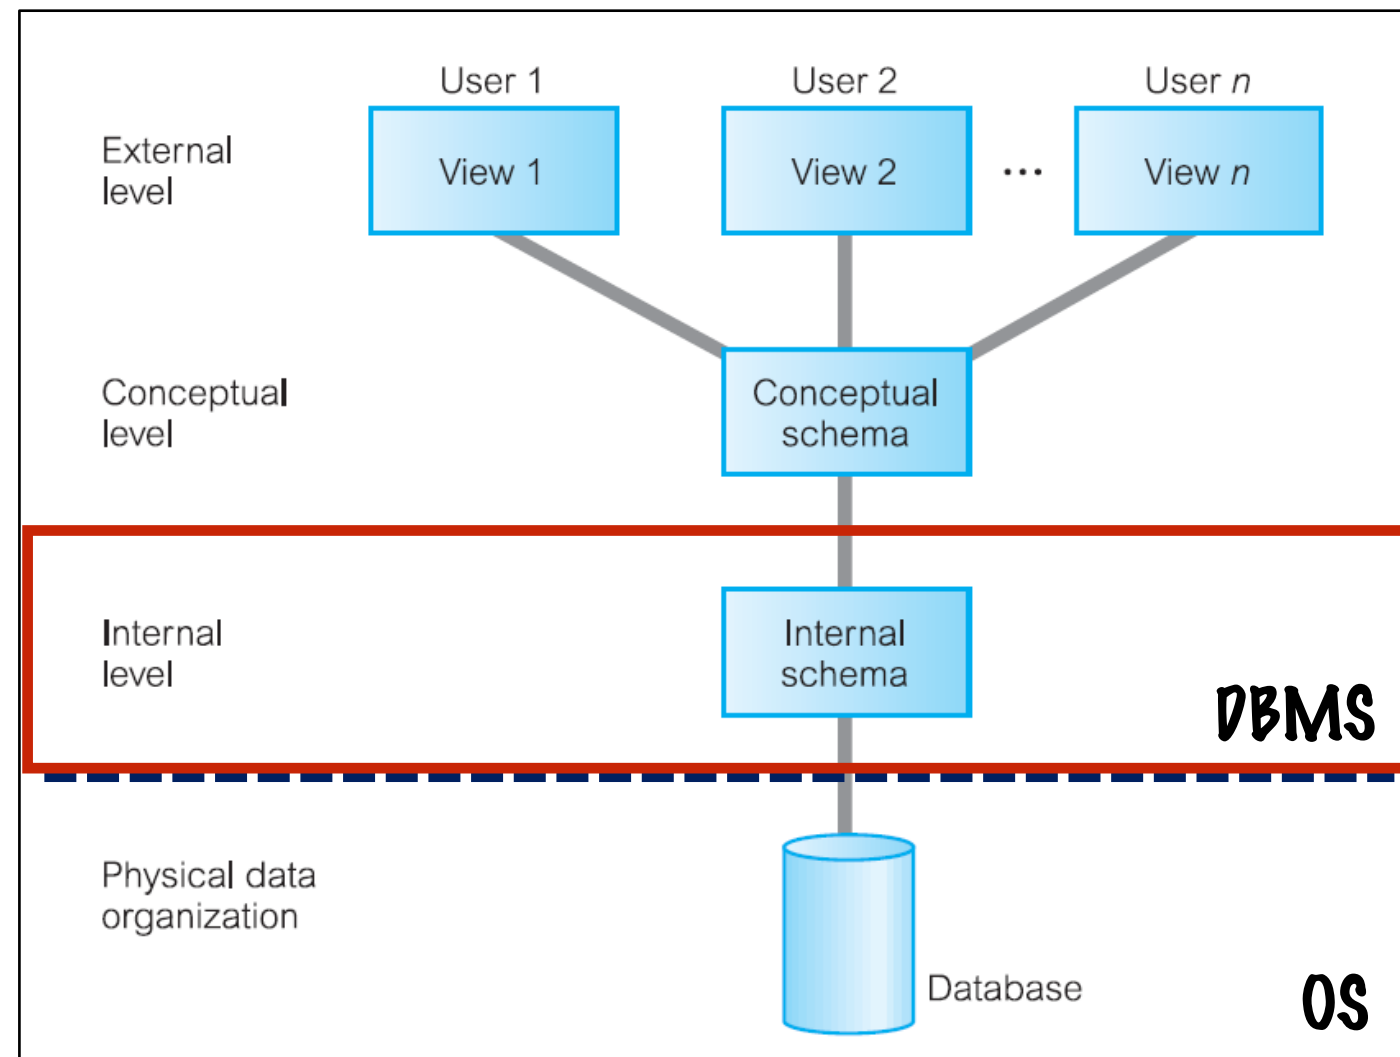 User 1
User 2
User n
External
level
View 1
View 2
...
View n
Conceptual
level
Conceptual
schema
Internal
level
Internal
schema
DBMS
Physical data
organization
Database
OS